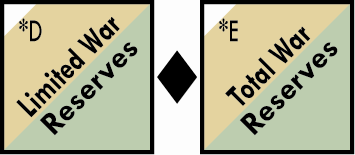 *D
Limited War
Reserves
*E
Total War
Reserves